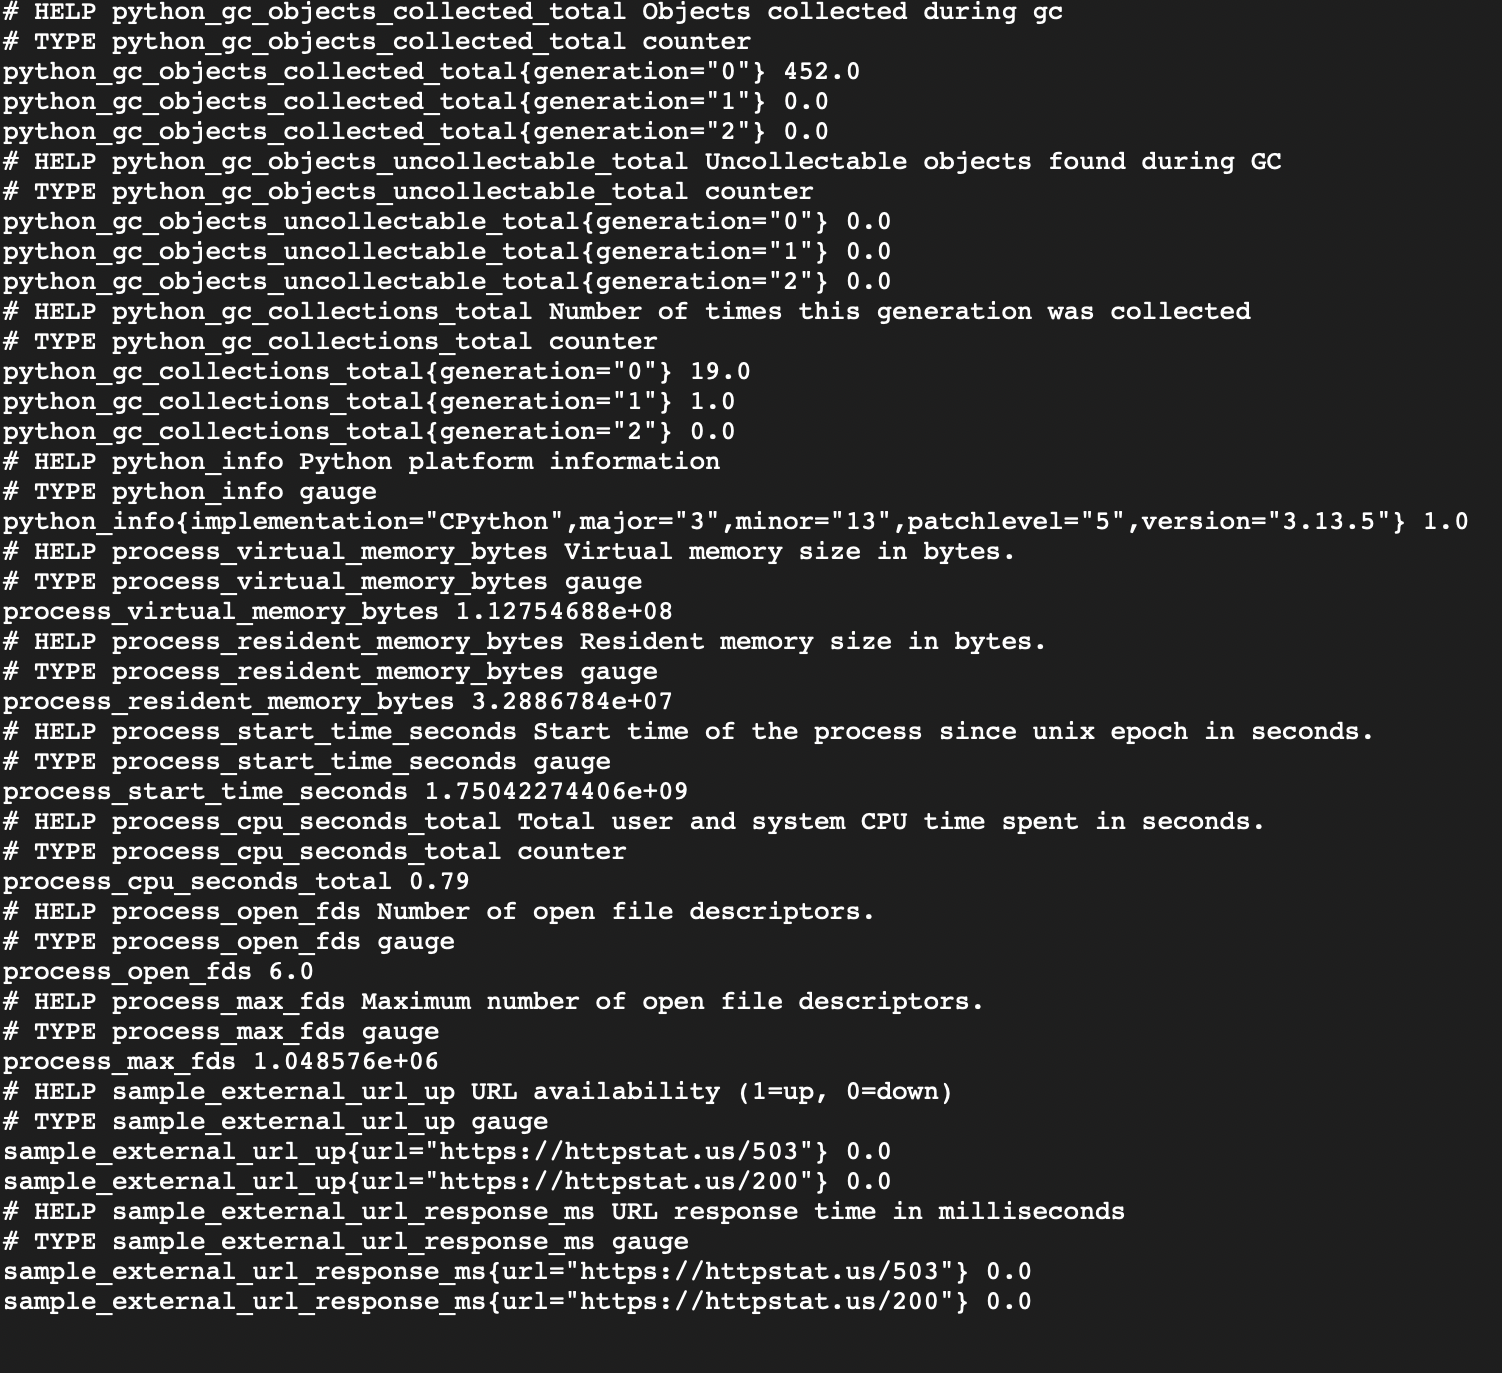 # HELP python_gc_objects_collected_total Objects collected during gc
# TYPE python_gc_objects_collected_total counter
python_gc_objects_collected_total{generation="0"} 452.0
python_gc_objects_collected_total{generation="1"} 0.0
python_gc_objects_collected_total{generation="2"} 0.0
# HELP python_gc_objects_uncollectable_total Uncollectable objects found during GC
# TYPE python_gc_objects_uncollectable_total counter
python_gc_objects_uncollectable_total{generation="0"} 0.0
python_gc_objects_uncollectable_total{generation="1"} 0.0
python_gc_objects_uncollectable_total{generation="2"} 0.0
# HELP python_gc_collections_total Number of times this generation was collected
# TYPE python_gc_collections_total counter
python_gc_collections_total{generation="0"} 19.0
python_gc_collections_total{generation="1"} 1.0
python_gc_collections_total{generation="2"} 0.0
# HELP python_info Python platform information
# TYPE python_info gauge
python_info{implementation="CPython",major="3",minor="13",patchlevel="5",version="3.13.5"} 1.0
# HELP process_virtual_memory_bytes Virtual memory size in bytes.
# TYPE process_virtual_memory_bytes gauge
process_virtual_memory_bytes 1.12754688e+08
# HELP process_resident_memory_bytes Resident memory size in bytes.
# TYPE process_resident_memory_bytes gauge
process_resident_memory_bytes 3.2886784e+07
# HELP process_start_time_seconds Start time of the process since unix epoch in seconds.
# TYPE process_start_time_seconds gauge
process_start_time_seconds 1.75042274406e+09
# HELP process_cpu_seconds_total Total user and system CPU time spent in seconds.
# TYPE process_cpu_seconds_total counter
process_cpu_seconds_total 0.79
# HELP process_open_fds Number of open file descriptors.
# TYPE process_open_fds gauge
process_open_fds 6.0
# HELP process_max_fds Maximum number of open file descriptors.
# TYPE process_max_fds gauge
process_max_fds 1.048576e+06
# HELP sample_external_url_up URL availability (1=up, 0=down)
# TYPE sample_external_url_up gauge
sample_external_url_up{url="https://httpstat.us/503"} 0.0
sample_external_url_up{url="https://httpstat.us/200"} 0.0
# HELP sample_external_url_response_ms URL response time in milliseconds
# TYPE sample_external_url_response_ms gauge
sample_external_url_response_ms{url="https://httpstat.us/503"} 0.0
sample_external_url_response_ms{url="https://httpstat.us/200"} 0.0